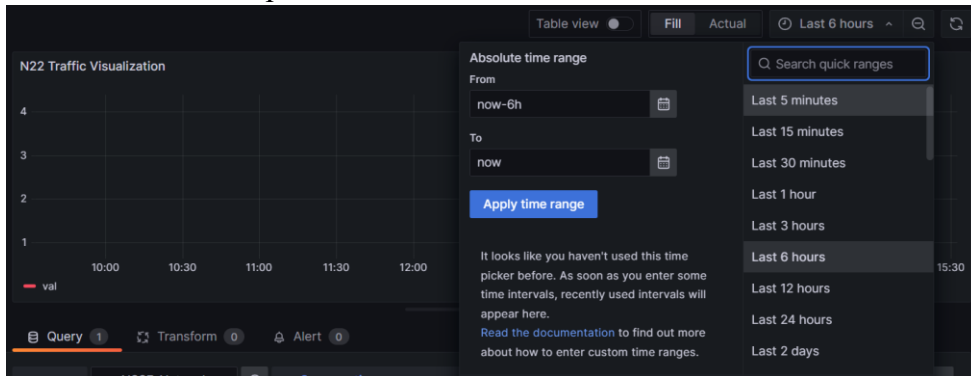 Table view Fill Actual Last 6 hours
N22 Traffic Visualization
4
3
2
1
10:00 10:30 11:00 11:30 12:00 15:30
val
Query 1 Transform 0 Alert 0
Absolute time range
From
now-6h
To
now
Apply time range
It looks like you haven't used this time
picker before. As soon as you enter some
time intervals, recently used intervals will
appear here.
Read the documentation to find out more
about how to enter custom time ranges.
Search quick ranges
Last 5 minutes
Last 15 minutes
Last 30 minutes
Last 1 hour
Last 3 hours
Last 6 hours
Last 12 hours
Last 24 hours
Last 2 days